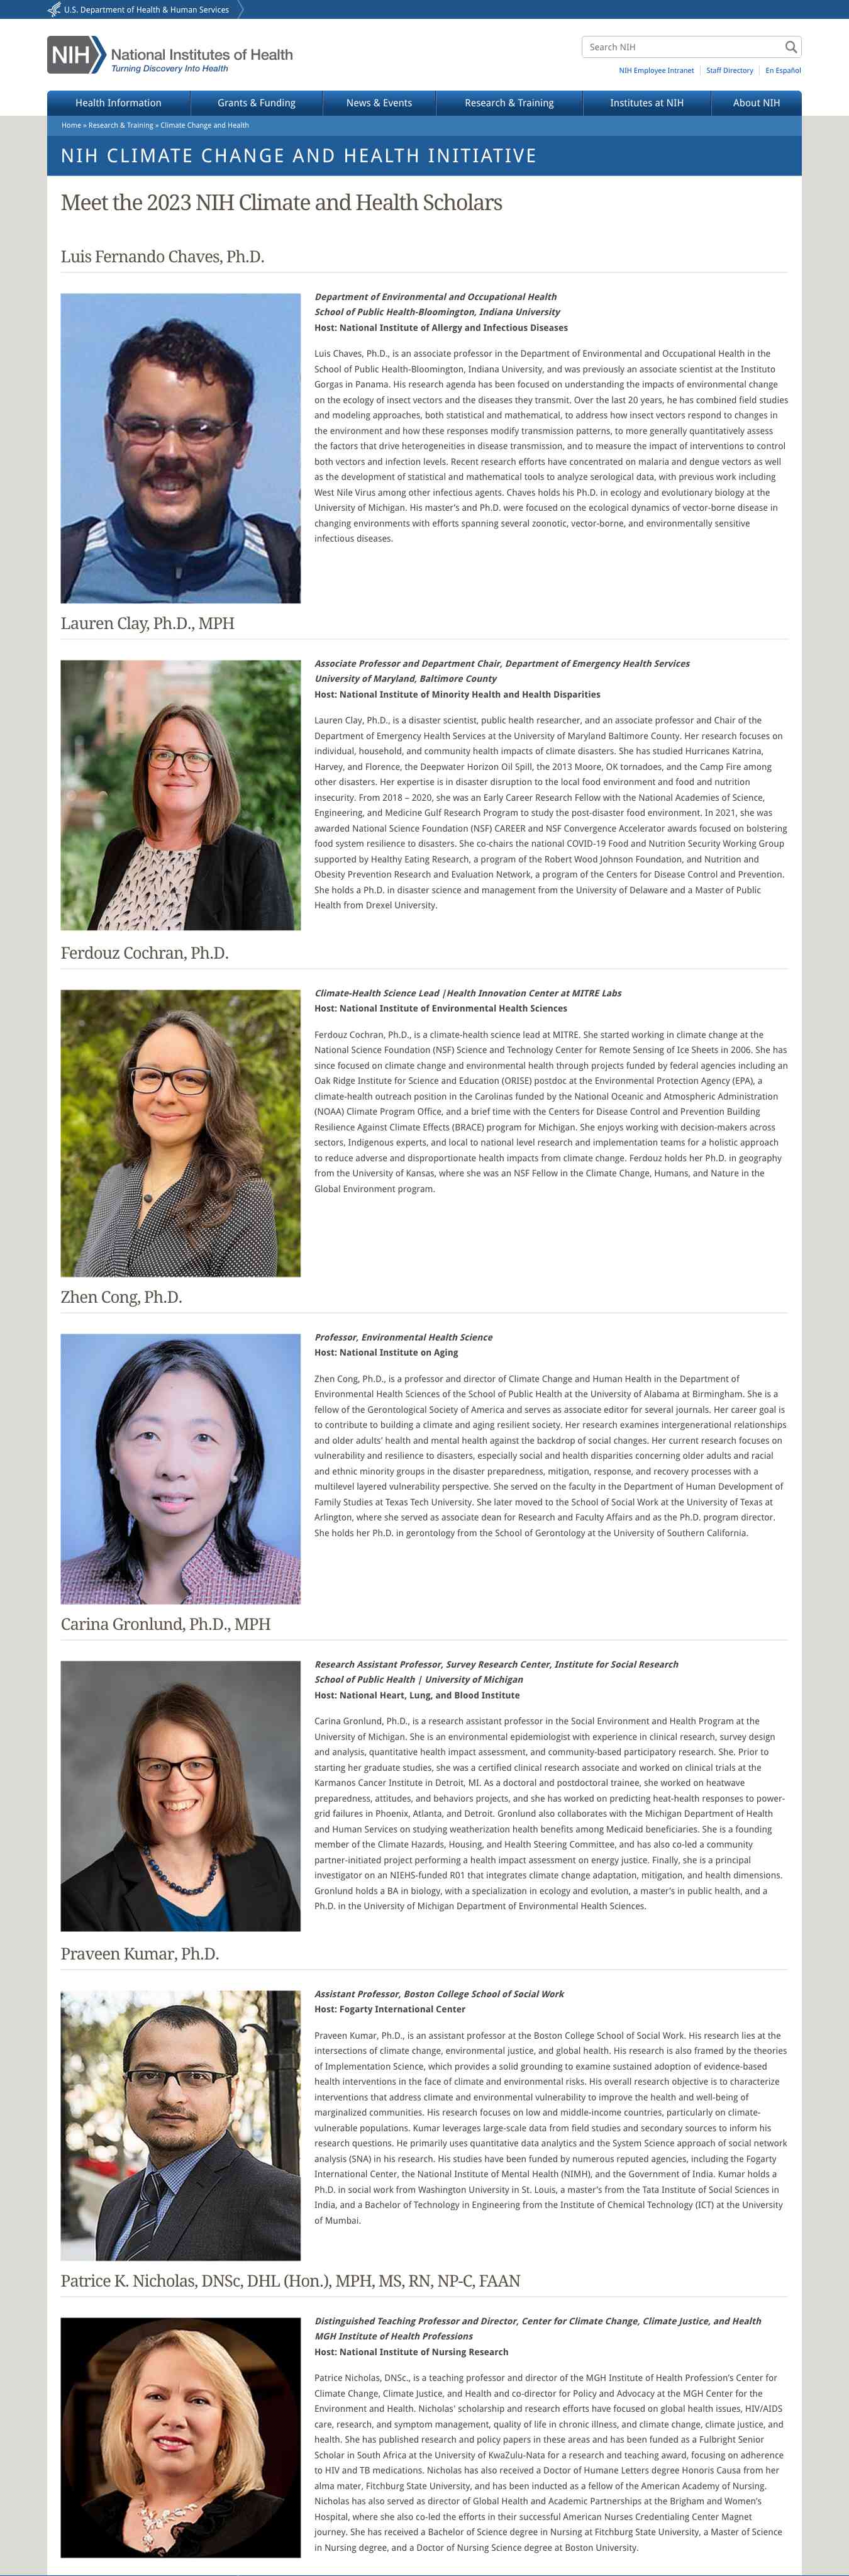 U.S. Department of Health & Human Services
NIH National Institutes of Health
Turning Discovery Into Health
Search NIH
NIH Employee Intranet | Staff Directory | En Español
Health Information Grants & Funding News & Events Research & Training Institutes at NIH About NIH
Home » Research & Training » Climate Change and Health
NIH CLIMATE CHANGE AND HEALTH INITIATIVE
Meet the 2023 NIH Climate and Health Scholars
Luis Fernando Chaves, Ph.D.
Department of Environmental and Occupational Health
School of Public Health-Bloomington, Indiana University
Host: National Institute of Allergy and Infectious Diseases
Luis Chaves, Ph.D., is an associate professor in the Department of Environmental and Occupational Health in the
School of Public Health-Bloomington, Indiana University, and was previously an associate scientist at the Instituto
Gorgas in Panama. His research agenda has been focused on understanding the impacts of environmental change
on the ecology of insect vectors and the diseases they transmit. Over the last 20 years, he has combined field studies
and modeling approaches, both statistical and mathematical, to address how insect vectors respond to changes in
the environment and how these responses modify transmission patterns, to more generally quantitatively assess
the factors that drive heterogeneities in disease transmission, and to measure the impact of interventions to control
both vectors and infection levels. Recent research efforts have concentrated on malaria and dengue vectors as well
as the development of statistical and mathematical tools to analyze serological data, with previous work including
West Nile Virus among other infectious agents. Chaves holds his Ph.D. in ecology and evolutionary biology at the
University of Michigan. His master's and Ph.D. were focused on the ecological dynamics of vector-borne disease in
changing environments with efforts spanning several zoonotic, vector-borne, and environmentally sensitive
infectious diseases.
Lauren Clay, Ph.D., MPH
Associate Professor and Department Chair, Department of Emergency Health Services
University of Maryland, Baltimore County
Host: National Institute of Minority Health and Health Disparities
Lauren Clay, Ph.D., is a disaster scientist, public health researcher, and an associate professor and Chair of the
Department of Emergency Health Services at the University of Maryland Baltimore County. Her research focuses on
individual, household, and community health impacts of climate disasters. She has studied Hurricanes Katrina,
Harvey, and Florence, the Deepwater Horizon Oil Spill, the 2013 Moore, OK tornadoes, and the Camp Fire among
other disasters. Her expertise is in disaster disruption to the local food environment and food and nutrition
insecurity. From 2018 – 2020, she was an Early Career Research Fellow with the National Academies of Science,
Engineering, and Medicine Gulf Research Program to study the post-disaster food environment. In 2021, she was
awarded National Science Foundation (NSF) CAREER and NSF Convergence Accelerator awards focused on bolstering
food system resilience to disasters. She co-chairs the national COVID-19 Food and Nutrition Security Working Group
supported by Healthy Eating Research, a program of the Robert Wood Johnson Foundation, and Nutrition and
Obesity Prevention Research and Evaluation Network, a program of the Centers for Disease Control and Prevention.
She holds a Ph.D. in disaster science and management from the University of Delaware and a Master of Public
Health from Drexel University.
Ferdouz Cochran, Ph.D.
Climate-Health Science Lead |Health Innovation Center at MITRE Labs
Host: National Institute of Environmental Health Sciences
Ferdouz Cochran, Ph.D., is a climate-health science lead at MITRE. She started working in climate change at the
National Science Foundation (NSF) Science and Technology Center for Remote Sensing of Ice Sheets in 2006. She has
since focused on climate change and environmental health through projects funded by federal agencies including an
Oak Ridge Institute for Science and Education (ORISE) postdoc at the Environmental Protection Agency (EPA), a
climate-health outreach position in the Carolinas funded by the National Oceanic and Atmospheric Administration
(NOAA) Climate Program Office, and a brief time with the Centers for Disease Control and Prevention Building
Resilience Against Climate Effects (BRACE) program for Michigan. She enjoys working with decision-makers across
sectors, Indigenous experts, and local to national level research and implementation teams for a holistic approach
to reduce adverse and disproportionate health impacts from climate change. Ferdouz holds her Ph.D. in geography
from the University of Kansas, where she was an NSF Fellow in the Climate Change, Humans, and Nature in the
Global Environment program.
Zhen Cong, Ph.D.
Professor, Environmental Health Science
Host: National Institute on Aging
Zhen Cong, Ph.D., is a professor and director of Climate Change and Human Health in the Department of
Environmental Health Sciences of the School of Public Health at the University of Alabama at Birmingham. She is a
fellow of the Gerontological Society of America and serves as associate editor for several journals. Her career goal is
to contribute to building a climate and aging resilient society. Her research examines intergenerational relationships
and older adults' health and mental health against the backdrop of social changes. Her current research focuses on
vulnerability and resilience to disasters, especially social and health disparities concerning older adults and racial
and ethnic minority groups in the disaster preparedness, mitigation, response, and recovery processes with a
multilevel layered vulnerability perspective. She served on the faculty in the Department of Human Development of
Family Studies at Texas Tech University. She later moved to the School of Social Work at the University of Texas at
Arlington, where she served as associate dean for Research and Faculty Affairs and as the Ph.D. program director.
She holds her Ph.D. in gerontology from the School of Gerontology at the University of Southern California.
Carina Gronlund, Ph.D., MPH
Research Assistant Professor, Survey Research Center, Institute for Social Research
School of Public Health | University of Michigan
Host: National Heart, Lung, and Blood Institute
Carina Gronlund, Ph.D., is a research assistant professor in the Social Environment and Health Program at the
University of Michigan. She is an environmental epidemiologist with experience in clinical research, survey design
and analysis, quantitative health impact assessment, and community-based participatory research. She. Prior to
starting her graduate studies, she was a certified clinical research associate and worked on clinical trials at the
Karmanos Cancer Institute in Detroit, MI. As a doctoral and postdoctoral trainee, she worked on heatwave
preparedness, attitudes, and behaviors projects, and she has worked on predicting heat-health responses to power-
grid failures in Phoenix, Atlanta, and Detroit. Gronlund also collaborates with the Michigan Department of Health
and Human Services on studying weatherization health benefits among Medicaid beneficiaries. She is a founding
member of the Climate Hazards, Housing, and Health Steering Committee, and has also co-led a community
partner-initiated project performing a health impact assessment on energy justice. Finally, she is a principal
investigator on an NIEHS-funded R01 that integrates climate change adaptation, mitigation, and health dimensions.
Gronlund holds a BA in biology, with a specialization in ecology and evolution, a master's in public health, and a
Ph.D. in the University of Michigan Department of Environmental Health Sciences.
Praveen Kumar, Ph.D.
Assistant Professor, Boston College School of Social Work
Host: Fogarty International Center
Praveen Kumar, Ph.D., is an assistant professor at the Boston College School of Social Work. His research lies at the
intersections of climate change, environmental justice, and global health. His research is also framed by the theories
of Implementation Science, which provides a solid grounding to examine sustained adoption of evidence-based
health interventions in the face of climate and environmental risks. His overall research objective is to characterize
interventions that address climate and environmental vulnerability to improve the health and well-being of
marginalized communities. His research focuses on low and middle-income countries, particularly on climate-
vulnerable populations. Kumar leverages large-scale data from field studies and secondary sources to inform his
research questions. He primarily uses quantitative data analytics and the System Science approach of social network
analysis (SNA) in his research. His studies have been funded by numerous reputed agencies, including the Fogarty
International Center, the National Institute of Mental Health (NIMH), and the Government of India. Kumar holds a
Ph.D. in social work from Washington University in St. Louis, a master's from the Tata Institute of Social Sciences in
India, and a Bachelor of Technology in Engineering from the Institute of Chemical Technology (ICT) at the University
of Mumbai.
Patrice K. Nicholas, DNSc, DHL (Hon.), MPH, MS, RN, NP-C, FAAN
Distinguished Teaching Professor and Director, Center for Climate Change, Climate Justice, and Health
MGH Institute of Health Professions
Host: National Institute of Nursing Research
Patrice Nicholas, DNSc., is a teaching professor and director of the MGH Institute of Health Profession's Center for
Climate Change, Climate Justice, and Health and co-director for Policy and Advocacy at the MGH Center for the
Environment and Health. Nicholas' scholarship and research efforts have focused on global health issues, HIV/AIDS
care, research, and symptom management, quality of life in chronic illness, and climate change, climate justice, and
health. She has published research and policy papers in these areas and has been funded as a Fulbright Senior
Scholar in South Africa at the University of KwaZulu-Nata for a research and teaching award, focusing on adherence
to HIV and TB medications. Nicholas has also received a Doctor of Humane Letters degree Honoris Causa from her
alma mater, Fitchburg State University, and has been inducted as a fellow of the American Academy of Nursing.
Nicholas has also served as director of Global Health and Academic Partnerships at the Brigham and Women's
Hospital, where she also co-led the efforts in their successful American Nurses Credentialing Center Magnet
journey. She has received a Bachelor of Science degree in Nursing at Fitchburg State University, a Master of Science
in Nursing degree, and a Doctor of Nursing Science degree at Boston University.